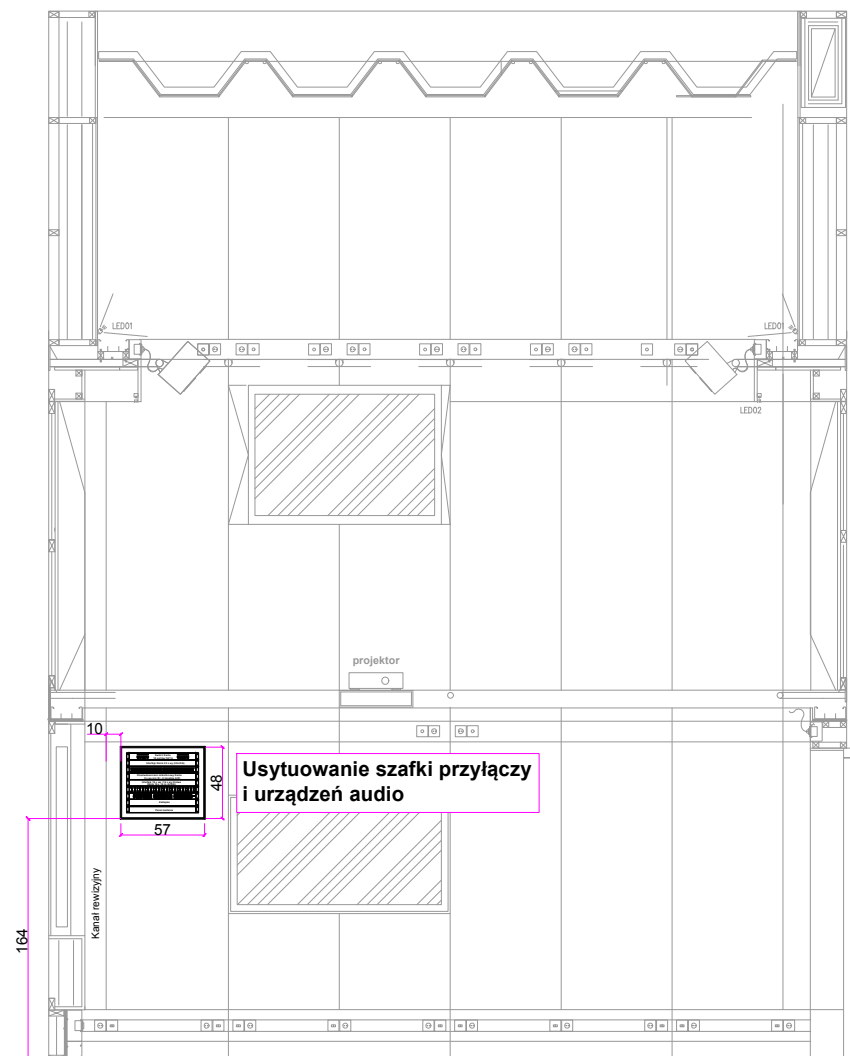 LED01
LED01
LED02
projektor
10
48
Usytuowanie szafki przyłączy
i urządzeń audio
57
Kanał rewizyjny
164